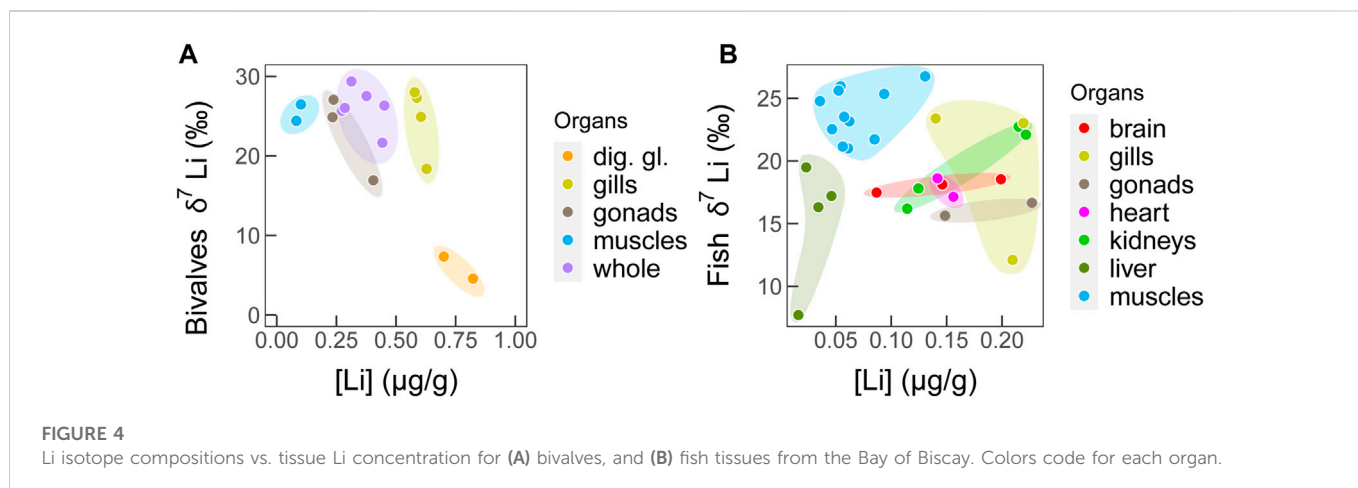 A
B
30
20
10
0
0.00 0.25 0.50 0.75 1.00
Bivalves δ⁷ Li (‰)
[Li] (µg/g)
Organs
dig. gl.
gills
gonads
muscles
whole
25
20
15
10
0.05 0.10 0.15 0.20
Fish δ⁷ Li (‰)
[Li] (µg/g)
Organs
brain
gills
gonads
heart
kidneys
liver
muscles
FIGURE 4
Li isotope compositions vs. tissue Li concentration for (A) bivalves, and (B) fish tissues from the Bay of Biscay. Colors code for each organ.